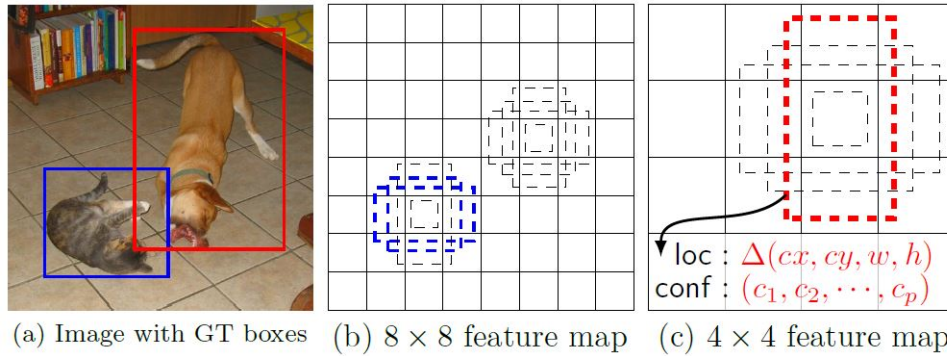 loc : Δ(cx, cy, w, h)
conf : (c₁, c₂, ⋯, cₚ)
(a) Image with GT boxes
(b) 8 × 8 feature map
(c) 4 × 4 feature map